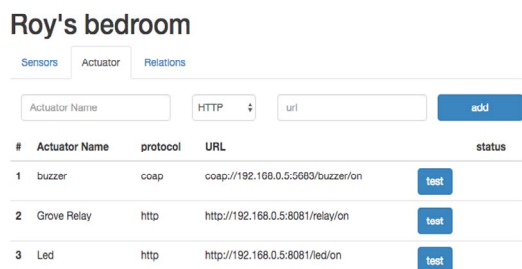 Roy's bedroom
Sensors Actuator Relations
Actuator Name HTTP url add
# Actuator Name protocol URL status
1 buzzer coap coap://192.168.0.5:5683/buzzer/on test
2 Grove Relay http http://192.168.0.5:8081/relay/on test
3 Led http http://192.168.0.5:8081/led/on test